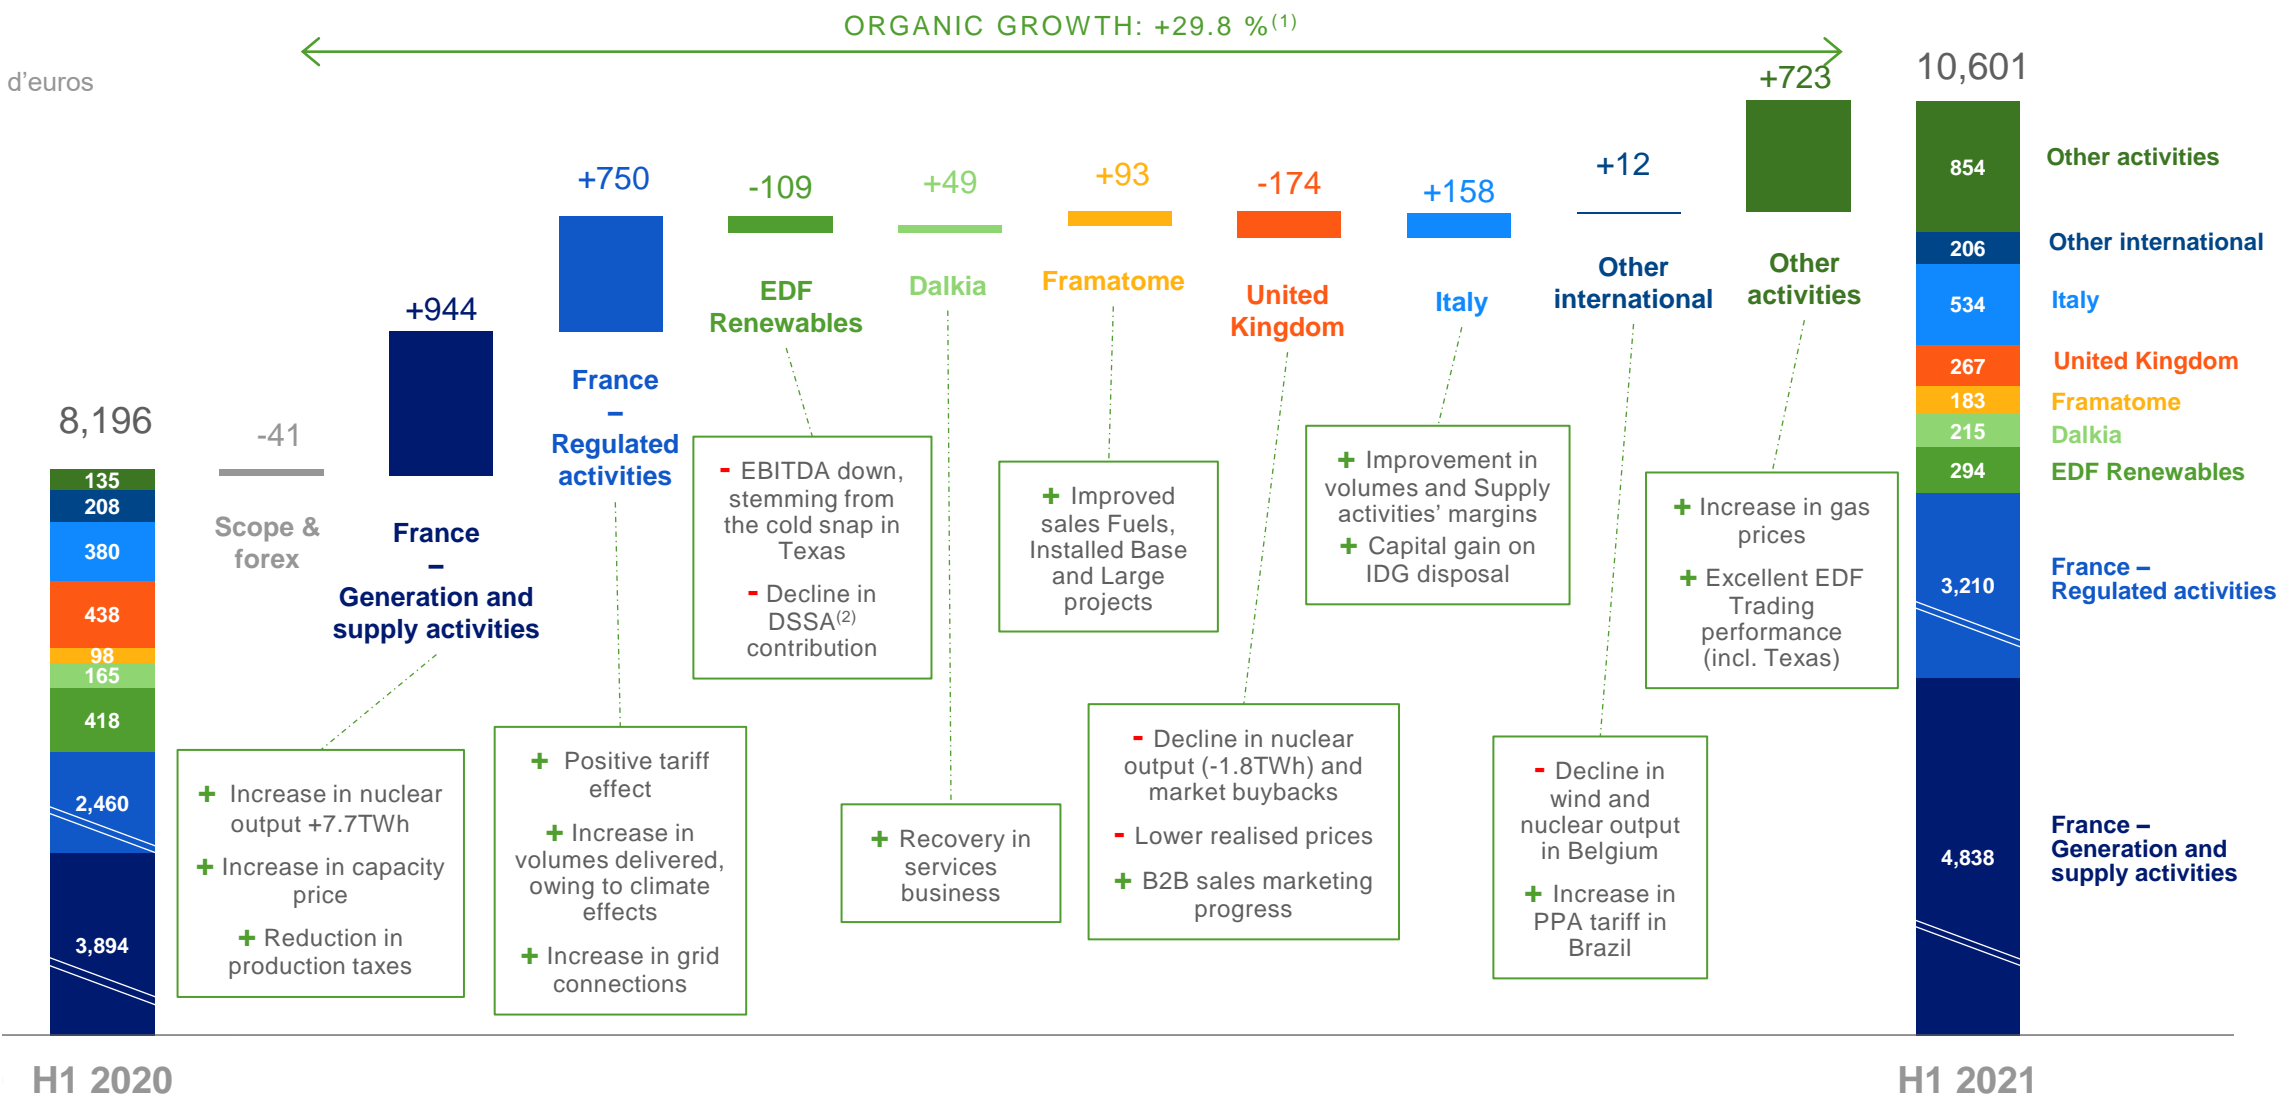 ORGANIC GROWTH: +29.8 %(1)
d'euros
8,196
135
208
380
438
98
165
418
2,460
3,894
H1 2020
-41
Scope &
forex
+944
France
–
Generation and
supply activities
+ Increase in nuclear
output +7.7TWh
+ Increase in capacity
price
+ Reduction in
production taxes
+750
France
–
Regulated
activities
+ Positive tariff
effect
+ Increase in
volumes delivered,
owing to climate
effects
+ Increase in grid
connections
-109
EDF
Renewables
- EBITDA down,
stemming from
the cold snap in
Texas
- Decline in
DSSA(2)
contribution
+49
Dalkia
+ Recovery in
services
business
+93
Framatome
+ Improved
sales Fuels,
Installed Base
and Large
projects
-174
United
Kingdom
- Decline in nuclear
output (-1.8TWh) and
market buybacks
- Lower realised prices
+ B2B sales marketing
progress
+158
Italy
+ Improvement in
volumes and Supply
activities' margins
+ Capital gain on
IDG disposal
+12
Other
international
- Decline in
wind and
nuclear output
in Belgium
+ Increase in
PPA tariff in
Brazil
+723
Other
activities
+ Increase in gas
prices
+ Excellent EDF
Trading
performance
(incl. Texas)
10,601
854
Other activities
206
Other international
534
Italy
267
United Kingdom
183
Framatome
215
Dalkia
294
EDF Renewables
3,210
France –
Regulated activities
4,838
France –
Generation and
supply activities
H1 2021